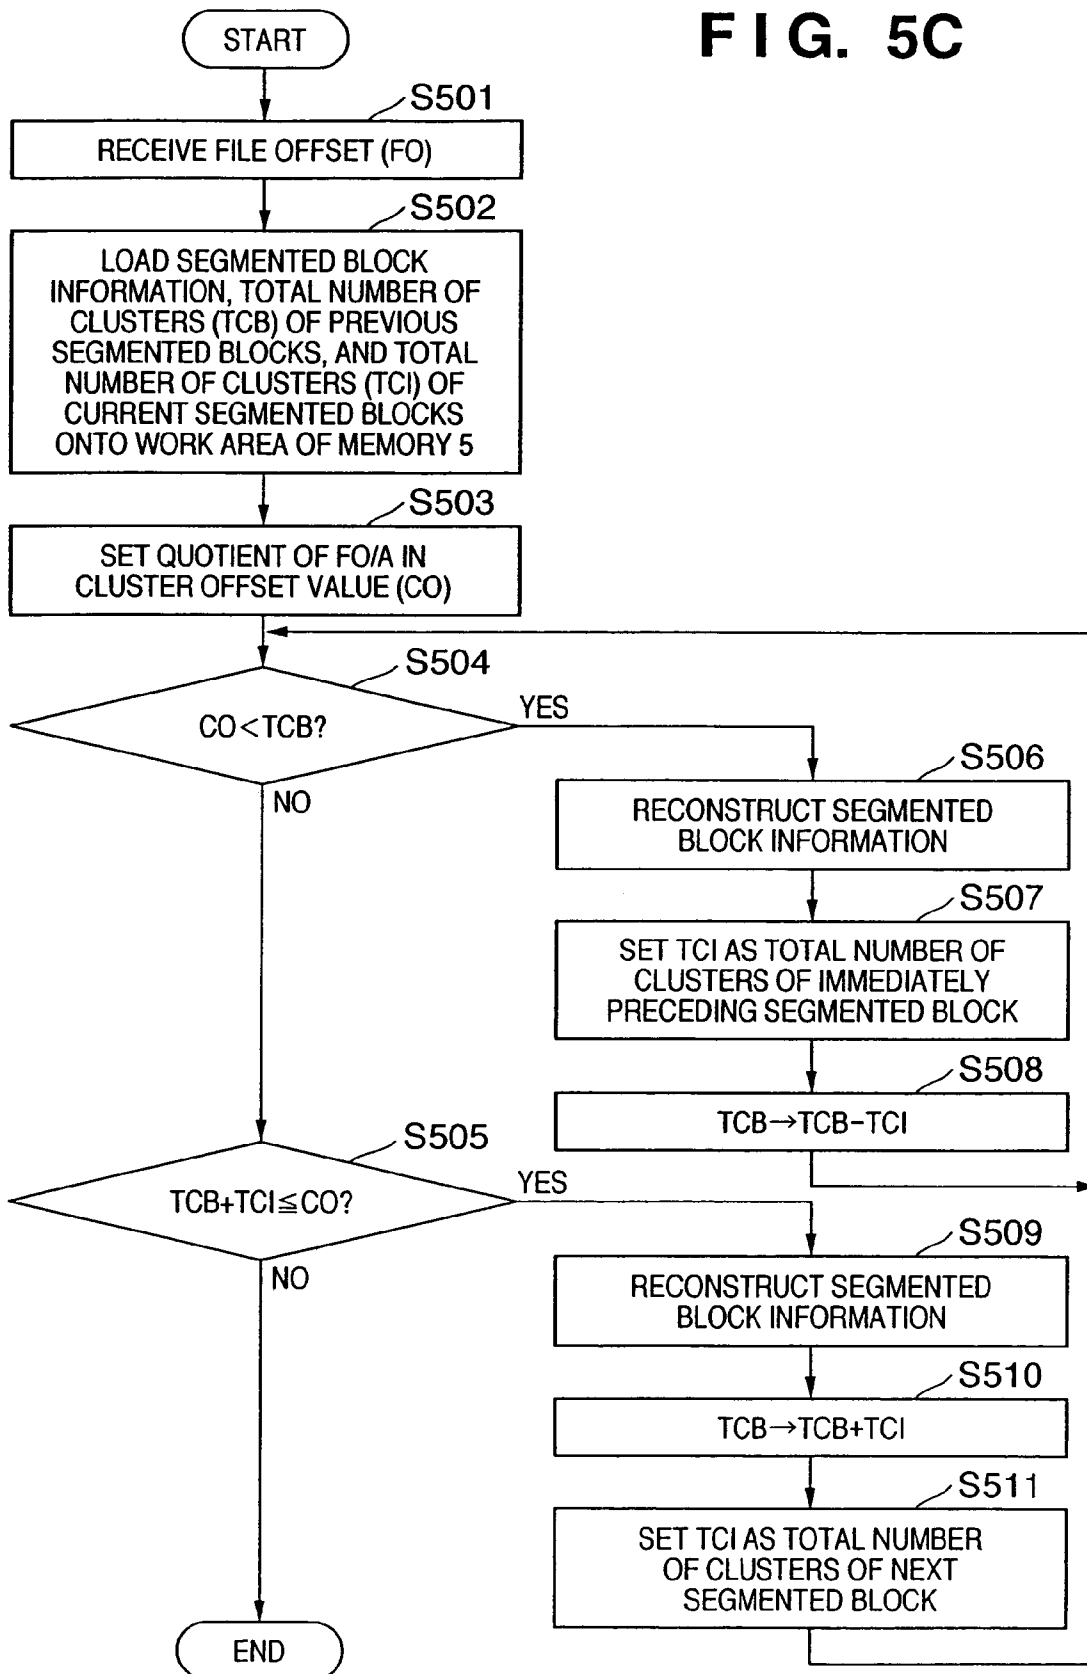 FIG. 5C
START
S501
RECEIVE FILE OFFSET (FO)
S502
LOAD SEGMENTED BLOCK
INFORMATION, TOTAL NUMBER OF
CLUSTERS (TCB) OF PREVIOUS
SEGMENTED BLOCKS, AND TOTAL
NUMBER OF CLUSTERS (TCI) OF
CURRENT SEGMENTED BLOCKS
ONTO WORK AREA OF MEMORY 5
S503
SET QUOTIENT OF FO/A IN
CLUSTER OFFSET VALUE (CO)
S504
CO<TCB?
YES
NO
S506
RECONSTRUCT SEGMENTED
BLOCK INFORMATION
S507
SET TCI AS TOTAL NUMBER OF
CLUSTERS OF IMMEDIATELY
PRECEDING SEGMENTED BLOCK
S508
TCB→TCB-TCI
S505
TCB+TCI≦CO?
YES
NO
S509
RECONSTRUCT SEGMENTED
BLOCK INFORMATION
S510
TCB→TCB+TCI
S511
SET TCI AS TOTAL NUMBER
OF CLUSTERS OF NEXT
SEGMENTED BLOCK
END